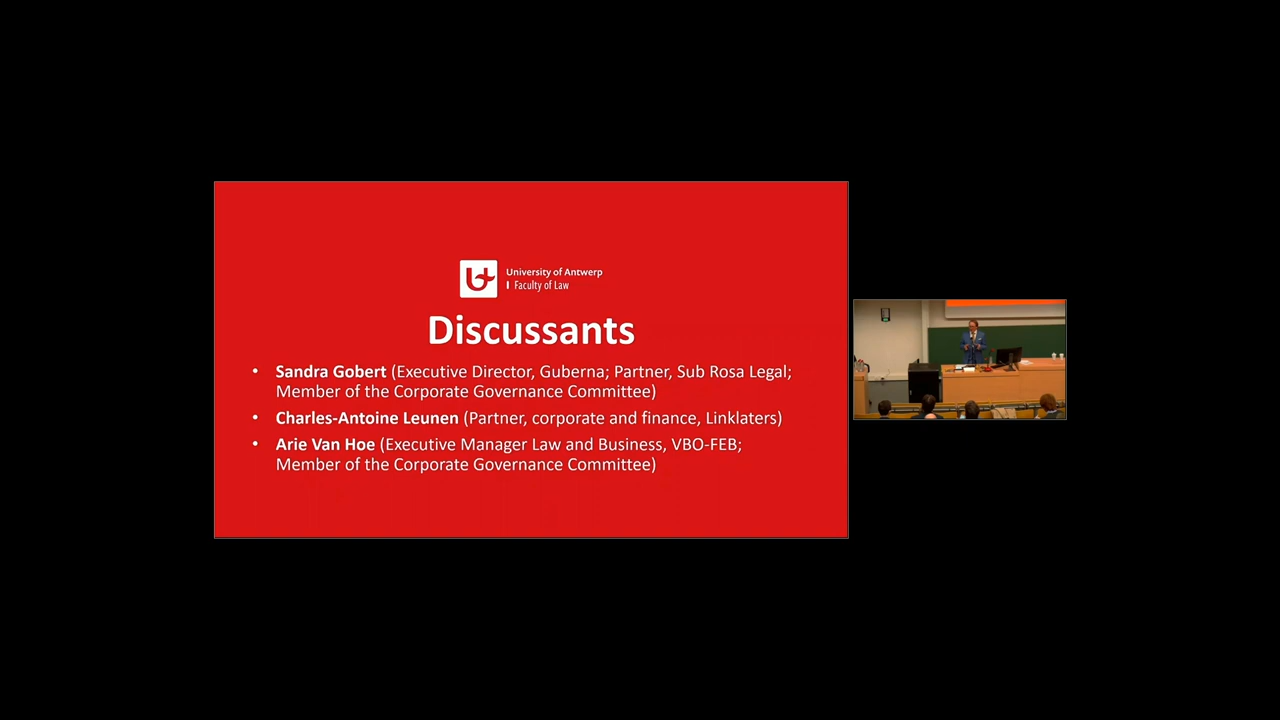 University of Antwerp
Faculty of Law
Discussants
• Sandra Gobert (Executive Director, Guberna; Partner, Sub Rosa Legal;
Member of the Corporate Governance Committee)
• Charles-Antoine Leunen (Partner, corporate and finance, Linklaters)
• Arie Van Hoe (Executive Manager Law and Business, VBO-FEB;
Member of the Corporate Governance Committee)